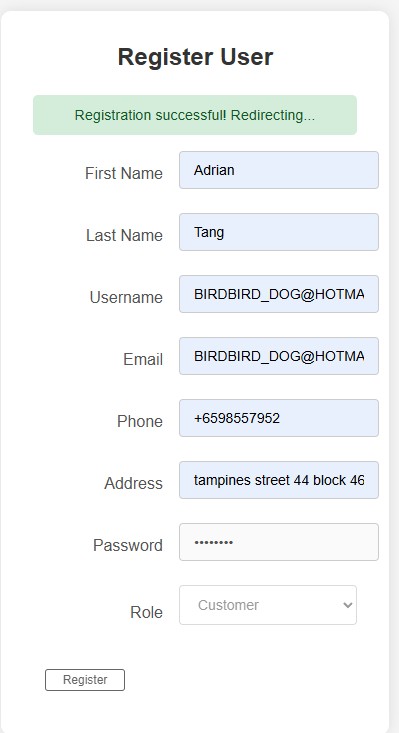 Register User
Registration successful! Redirecting...
First Name Adrian
Last Name Tang
Username BIRDBIRD_DOG@HOTMA
Email BIRDBIRD_DOG@HOTMA
Phone +6598557952
Address tampines street 44 block 46
Password ••••••••
Role Customer
Register